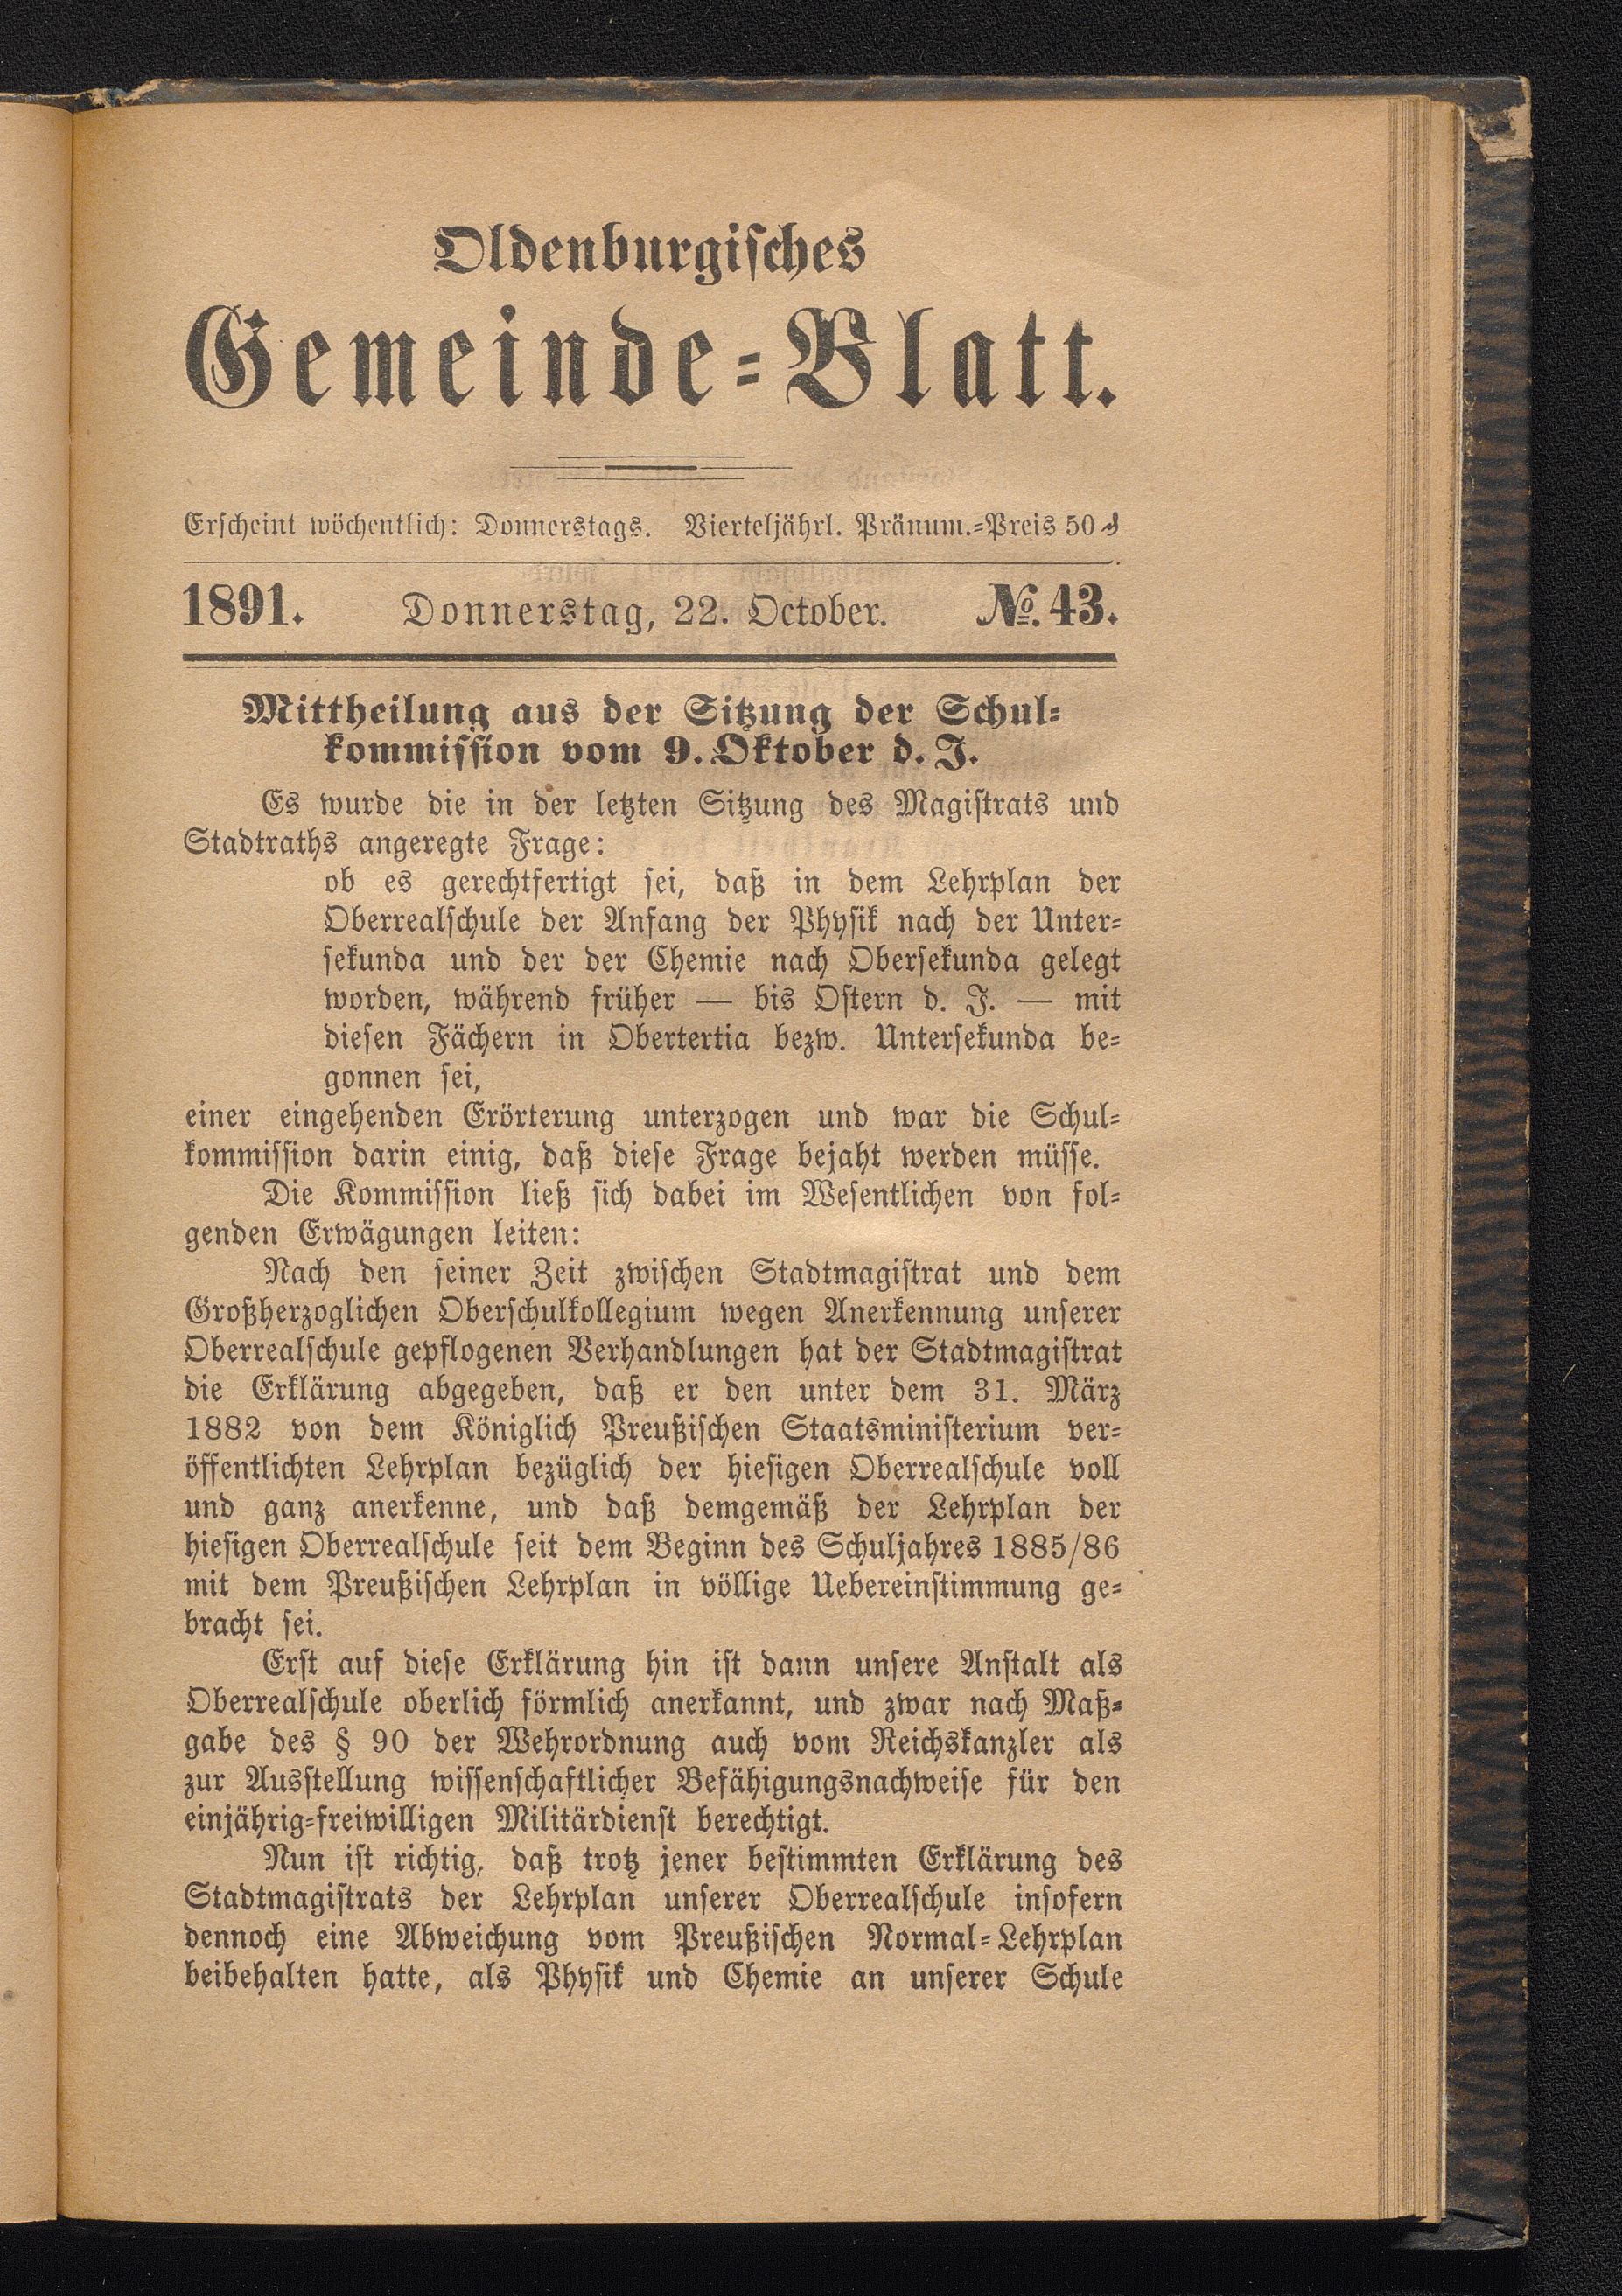 Oldenburgisches
Gemeinde-Blatt.
Erscheint wöchentlich: Donnerstags. Vierteljährl. Pränum.-Preis 50 ₰
1891. Donnerstag, 22. October. №. 43.
Mittheilung aus der Sitzung der Schul-
kommission vom 9. Oktober d. J.
Es wurde die in der letzten Sitzung des Magistrats und
Stadtraths angeregte Frage:
ob es gerechtfertigt sei, daß in dem Lehrplan der
Oberrealschule der Anfang der Physik nach der Unter-
sekunda und der der Chemie nach Obersekunda gelegt
worden, während früher — bis Ostern d. J. — mit
diesen Fächern in Obertertia bezw. Untersekunda be-
gonnen sei,
einer eingehenden Erörterung unterzogen und war die Schul-
kommission darin einig, daß diese Frage bejaht werden müsse.
Die Kommission ließ sich dabei im Wesentlichen von fol-
genden Erwägungen leiten:
Nach den seiner Zeit zwischen Stadtmagistrat und dem
Großherzoglichen Oberschulkollegium wegen Anerkennung unserer
Oberrealschule gepflogenen Verhandlungen hat der Stadtmagistrat
die Erklärung abgegeben, daß er den unter dem 31. März
1882 von dem Königlich Preußischen Staatsministerium ver-
öffentlichten Lehrplan bezüglich der hiesigen Oberrealschule voll
und ganz anerkenne, und daß demgemäß der Lehrplan der
hiesigen Oberrealschule seit dem Beginn des Schuljahres 1885/86
mit dem Preußischen Lehrplan in völlige Uebereinstimmung ge-
bracht sei.
Erst auf diese Erklärung hin ist dann unsere Anstalt als
Oberrealschule oberlich förmlich anerkannt, und zwar nach Maß-
gabe des § 90 der Wehrordnung auch vom Reichskanzler als
zur Ausstellung wissenschaftlicher Befähigungsnachweise für den
einjährig-freiwilligen Militärdienst berechtigt.
Nun ist richtig, daß trotz jener bestimmten Erklärung des
Stadtmagistrats der Lehrplan unserer Oberrealschule insofern
dennoch eine Abweichung vom Preußischen Normal-Lehrplan
beibehalten hatte, als Physik und Chemie an unserer Schule